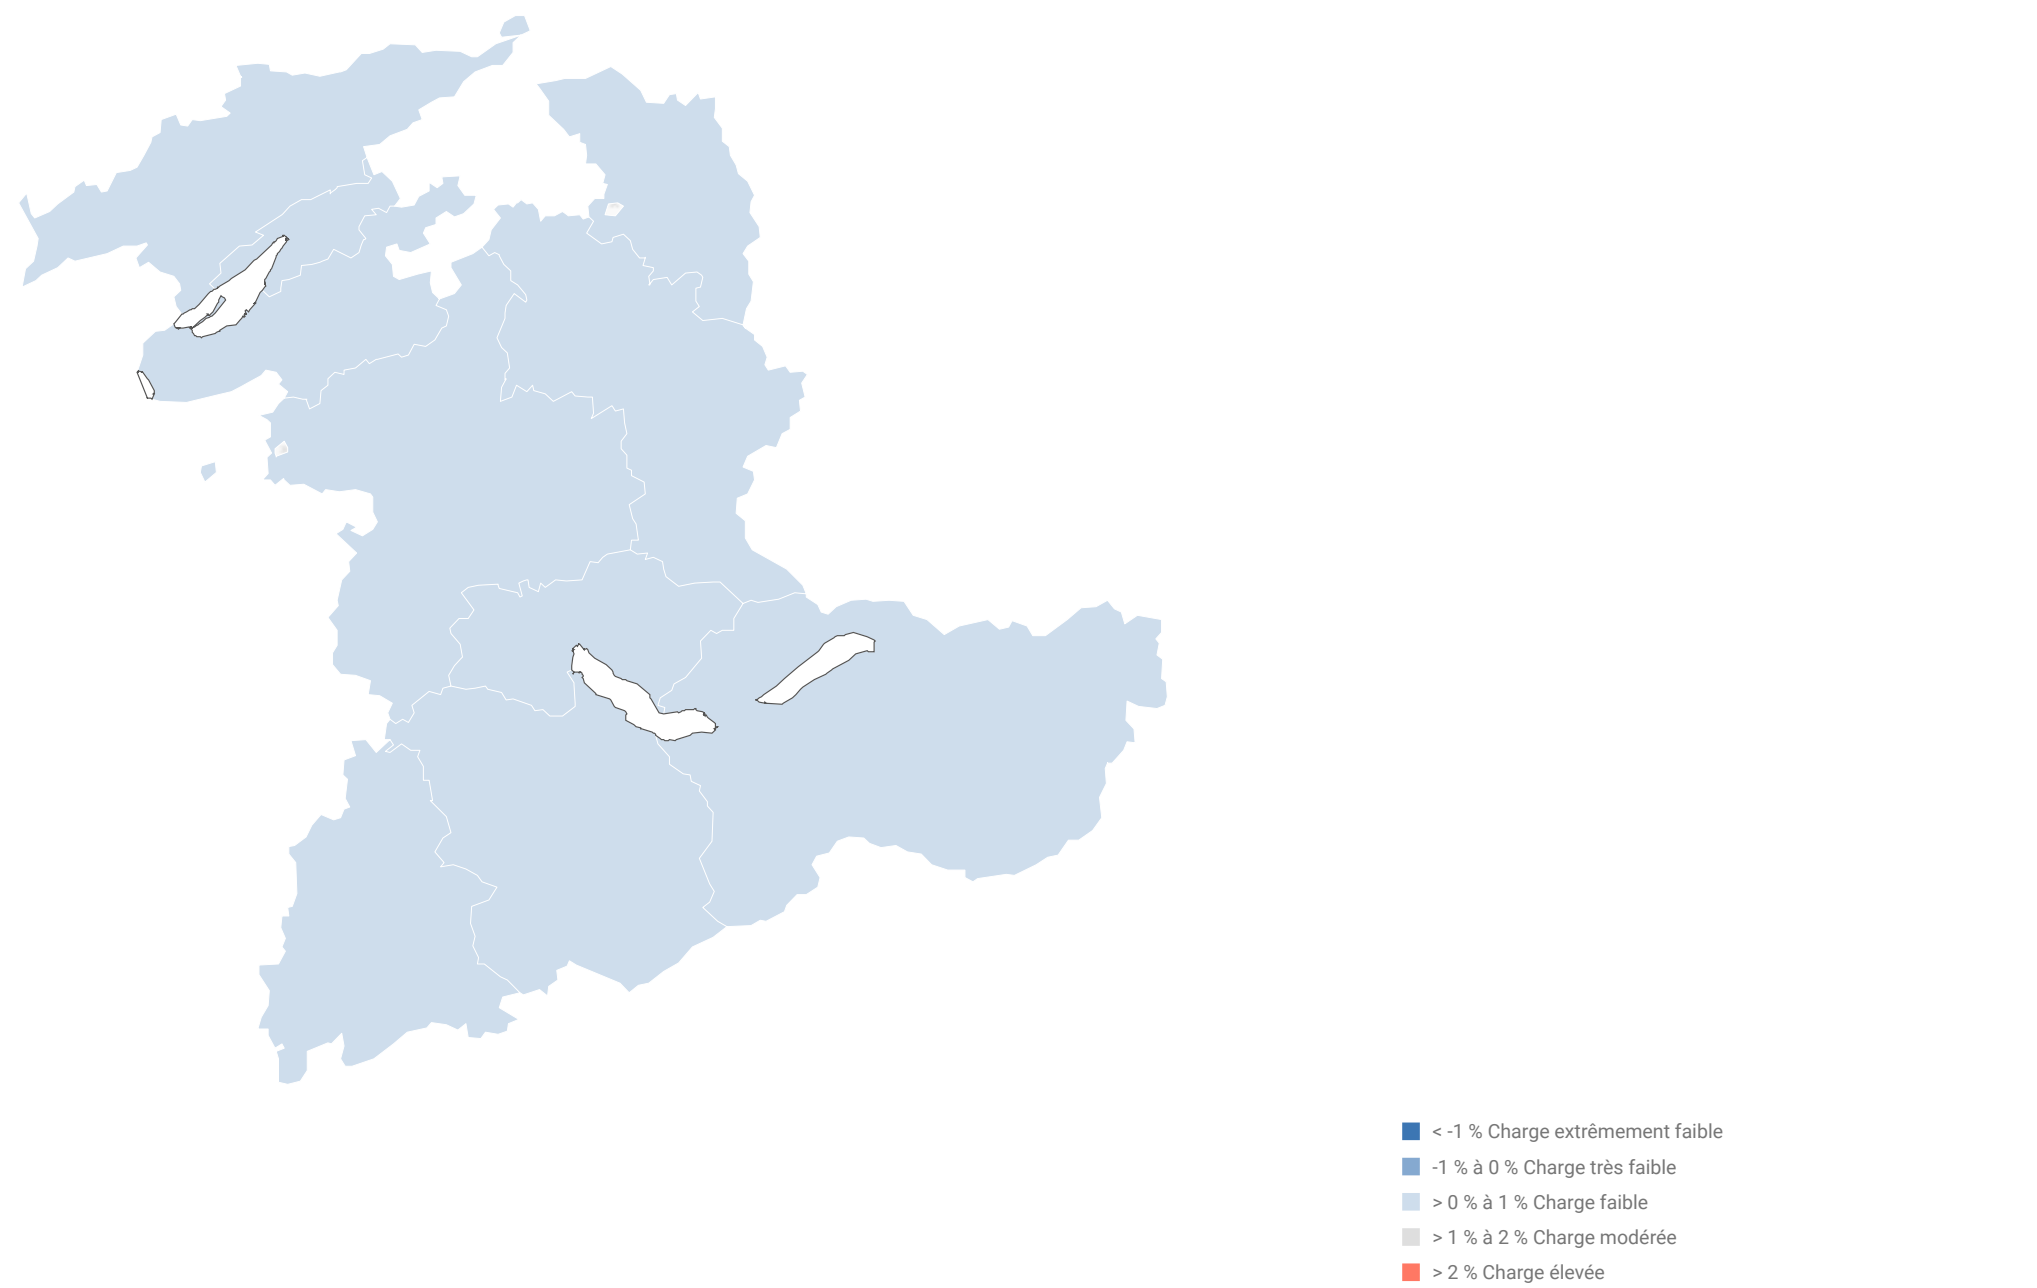 < -1 % Charge extrêmement faible
-1 % à 0 % Charge très faible
> 0 % à 1 % Charge faible
> 1 % à 2 % Charge modérée
> 2 % Charge élevée